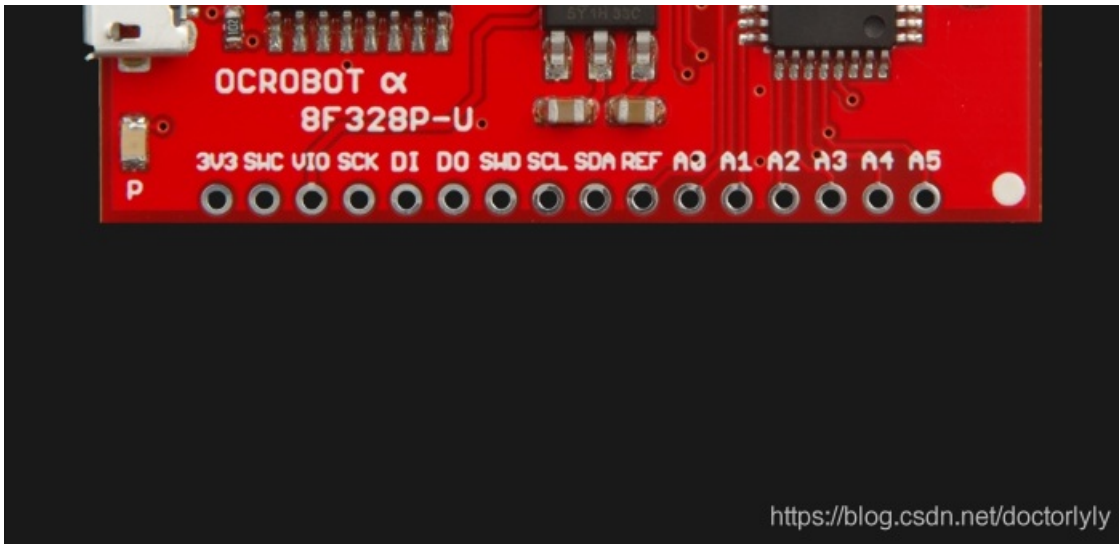 OCROBOT α
8F328P-U
3V3 SWC VIO SCK DI DO SWD SCL SDA REF A0 A1 A2 A3 A4 A5
P
https://blog.csdn.net/doctorlyly